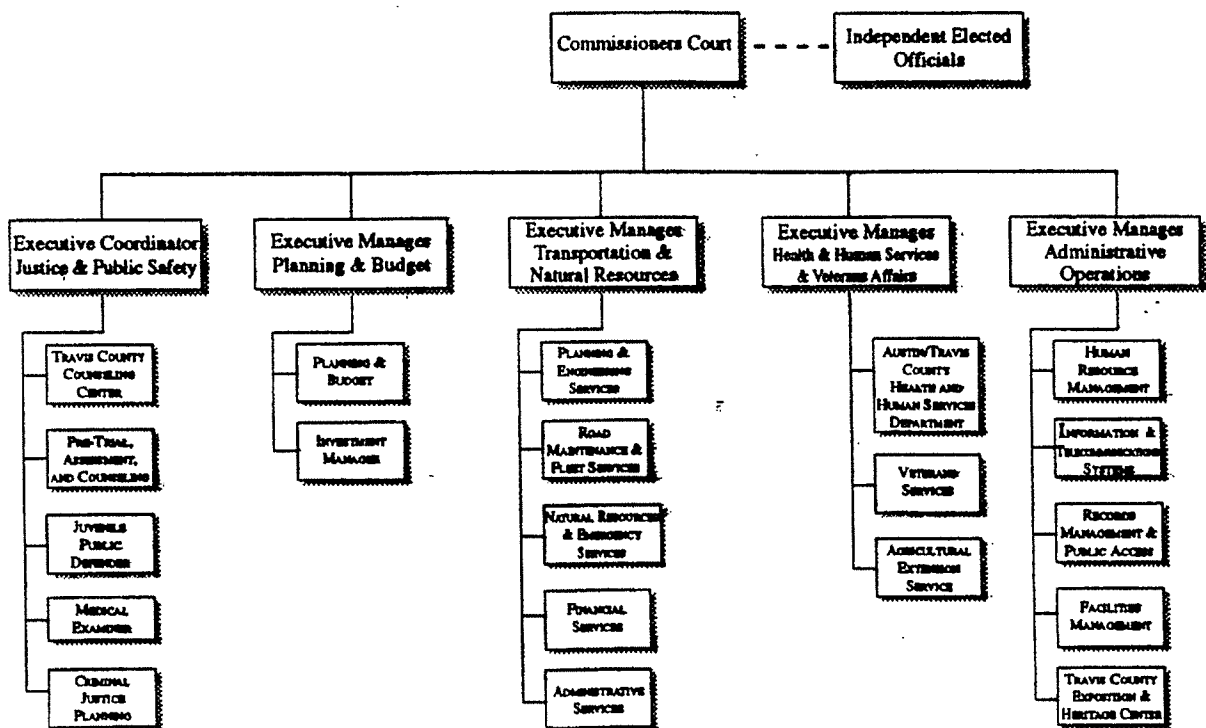 Commissioners Court
Independent Elected
Officials
Executive Coordinator
Justice & Public Safety
Executive Manager
Planning & Budget
Executive Manager
Transportation &
Natural Resources
Executive Manager
Health & Human Services
& Veterans Affairs
Executive Manager
Administrative
Operations
TRAVIS COUNTY
COUNSELING
CENTER
PRE-TRIAL,
ASSESSMENT,
AND COUNSELING
JUVENILE
PUBLIC
DEFENDER
MEDICAL
EXAMINER
CRIMINAL
JUSTICE
PLANNING
PLANNING &
BUDGET
INVESTMENT
MANAGER
PLANNING &
ENGINEERING
SERVICES
ROAD
MAINTENANCE &
FLEET SERVICES
NATURAL RESOURCES
& EMERGENCY
SERVICES
FINANCIAL
SERVICES
ADMINISTRATIVE
SERVICES
AUSTIN/TRAVIS
COUNTY
HEALTH AND
HUMAN SERVICES
DEPARTMENT
VETERANS
SERVICES
AGRICULTURAL
EXTENSION
SERVICE
HUMAN
RESOURCE
MANAGEMENT
INFORMATION &
TELECOMMUNICATIONS
SYSTEMS
RECORDS
MANAGEMENT &
PUBLIC ACCESS
FACILITIES
MANAGEMENT
TRAVIS COUNTY
EXPOSITION &
HERITAGE CENTER